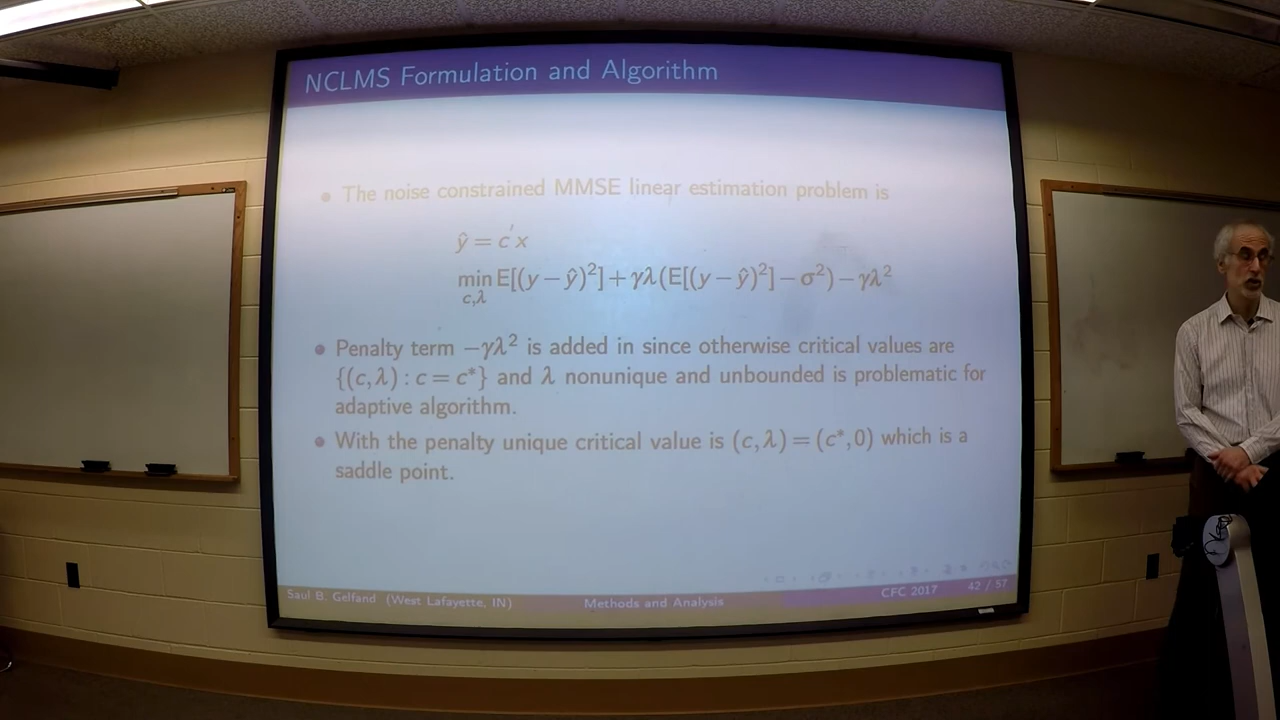 NCLMS Formulation and Algorithm
The noise constrained MMSE linear estimation problem is
ŷ = c′x
min E[(y − ŷ)²] + γλ(E[(y − ŷ)²] − σ²) − γλ²
c,λ
Penalty term −γλ² is added in since otherwise critical values are
{(c, λ) : c = c*} and λ nonunique and unbounded is problematic for
adaptive algorithm.
With the penalty unique critical value is (c, λ) = (c*, 0) which is a
saddle point.
Saul B. Gelfand (West Lafayette, IN) Methods and Analysis CFC 2017 42 / 57